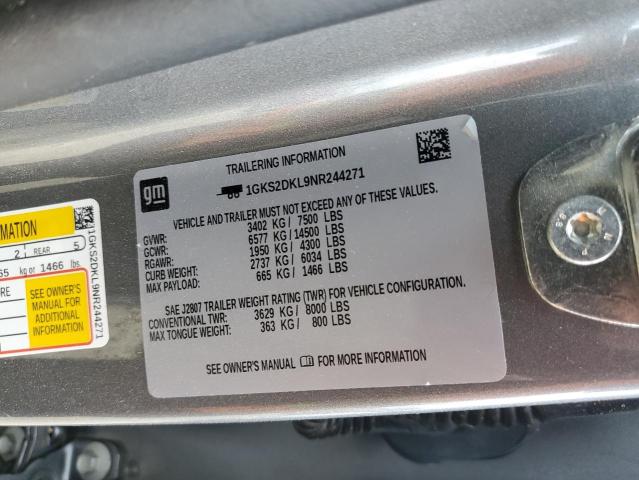 TRAILERING INFORMATION
gm
1GKS2DKL9NR244271
VEHICLE AND TRAILER MUST NOT EXCEED ANY OF THESE VALUES.
GVWR: 3402 KG / 7500 LBS
GCWR: 6577 KG / 14500 LBS
RGAWR: 1950 KG / 4300 LBS
CURB WEIGHT: 2737 KG / 6034 LBS
MAX PAYLOAD: 665 KG / 1466 LBS
SAE J2807 TRAILER WEIGHT RATING (TWR) FOR VEHICLE CONFIGURATION.
CONVENTIONAL TWR: 3629 KG / 8000 LBS
MAX TONGUE WEIGHT: 363 KG / 800 LBS
SEE OWNER'S MANUAL FOR MORE INFORMATION
2 REAR 5
kg or 1466 lbs.
SEE OWNER'S
MANUAL FOR
ADDITIONAL
INFORMATION
1GKS2DKL9NR244271